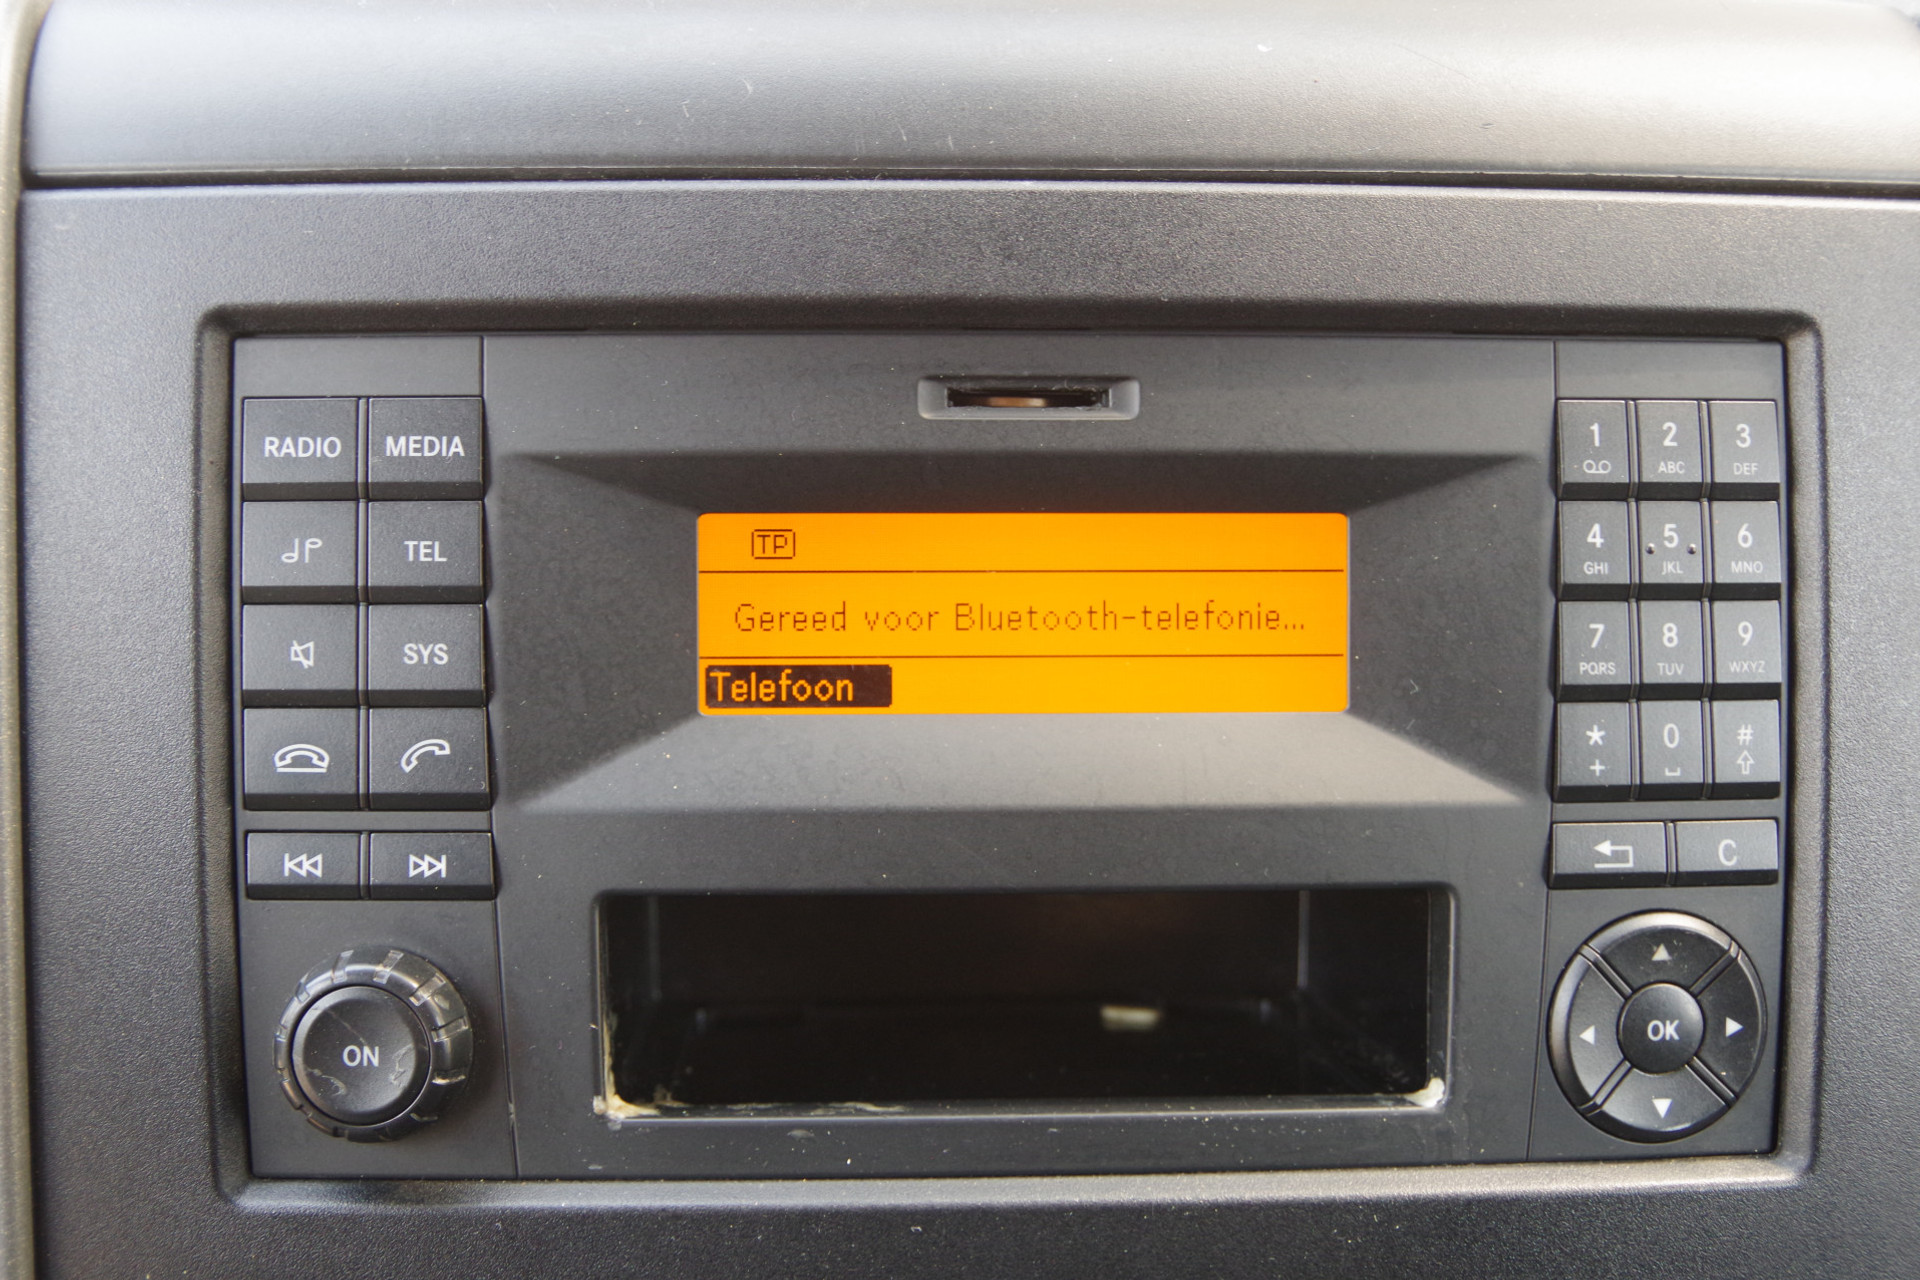 RADIO MEDIA
TEL
SYS
ON
TP
Gereed voor Bluetooth-telefonie...
Telefoon
1 2 3
ABC DEF
4 5 6
GHI JKL MNO
7 8 9
PQRS TUV WXYZ
* 0 #
+
C
OK